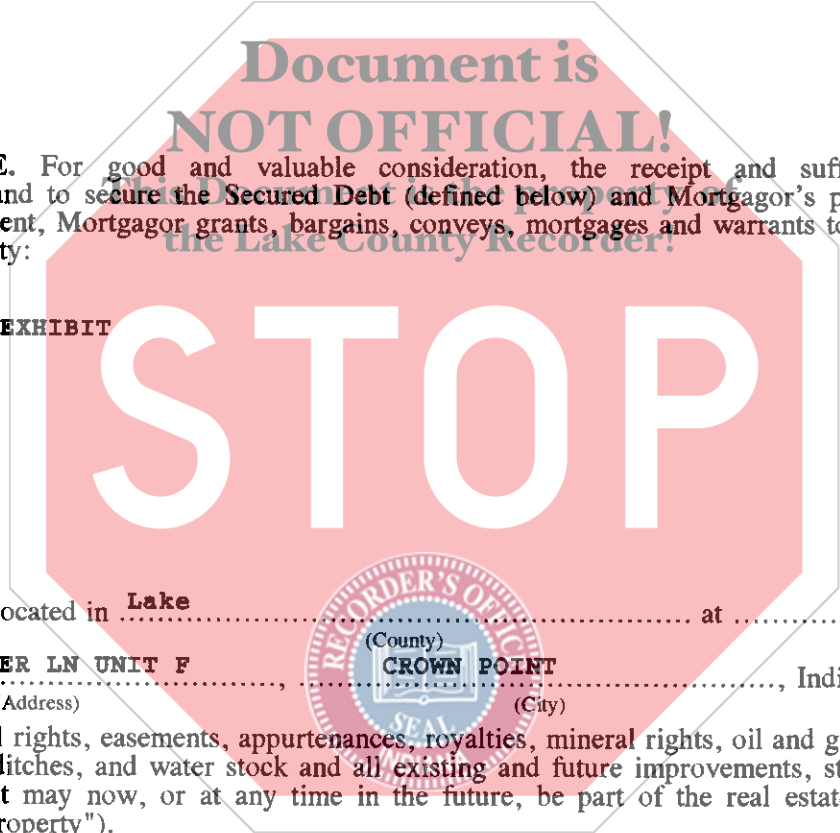 Document is
NOT OFFICIAL!
E. For good and valuable consideration, the receipt and suff
This Document is the property of
and to secure the Secured Debt (defined below) and Mortgagor's p
ent, Mortgagor grants, bargains, conveys, mortgages and warrants to
the Lake County Recorder!
ty:
EXHIBIT
STOP
ocated in Lake at
(County)
ER LN UNIT F , CROWN POINT , Indi
Address) (City)
RECORDER'S OFFICE
SEAL
INDIANA
l rights, easements, appurtenances, royalties, mineral rights, oil and g
litches, and water stock and all existing and future improvements, st
t may now, or at any time in the future, be part of the real estat
roperty").